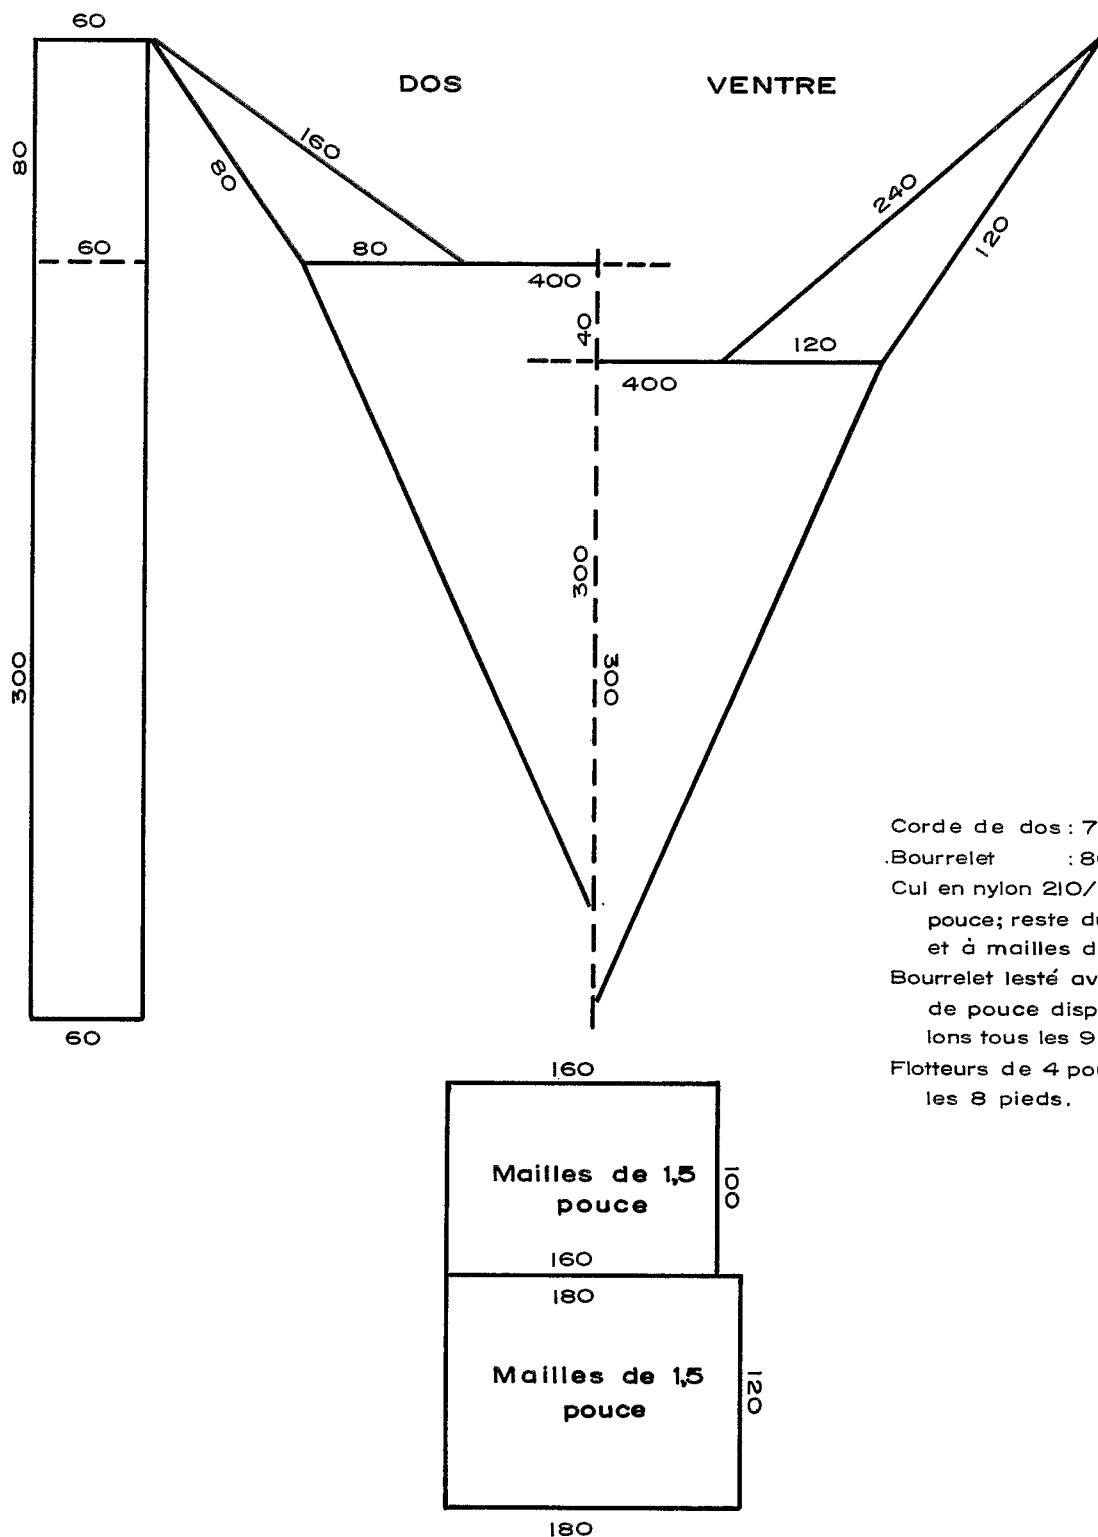 60
DOS
VENTRE
80
160
80
240
120
60
80
400
40
120
400
300
300
300
60
Corde de dos : 7
Bourrelet : 8
Cul en nylon 210/
pouce; reste du
et à mailles d
Bourrelet lesté av
de pouce disp
lons tous les 9
Flotteurs de 4 pou
les 8 pieds.
160
Mailles de 1,5
pouce
100
160
180
Mailles de 1,5
pouce
120
180